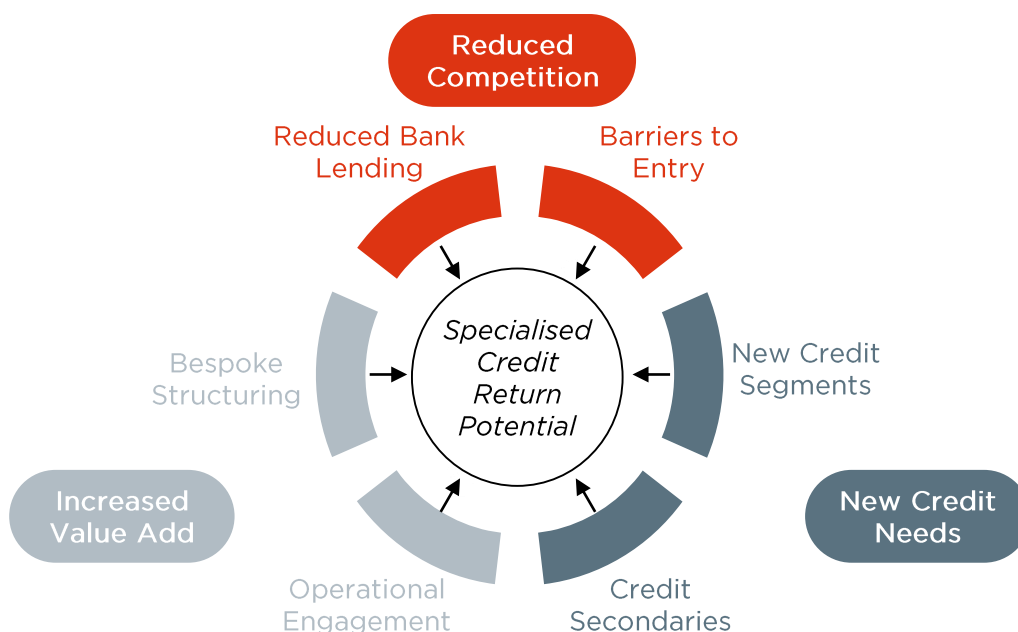 Reduced
Competition
Reduced Bank
Lending
Barriers to
Entry
Specialised
Credit
Return
Potential
Bespoke
Structuring
New Credit
Segments
Increased
Value Add
New Credit
Needs
Operational
Engagement
Credit
Secondaries